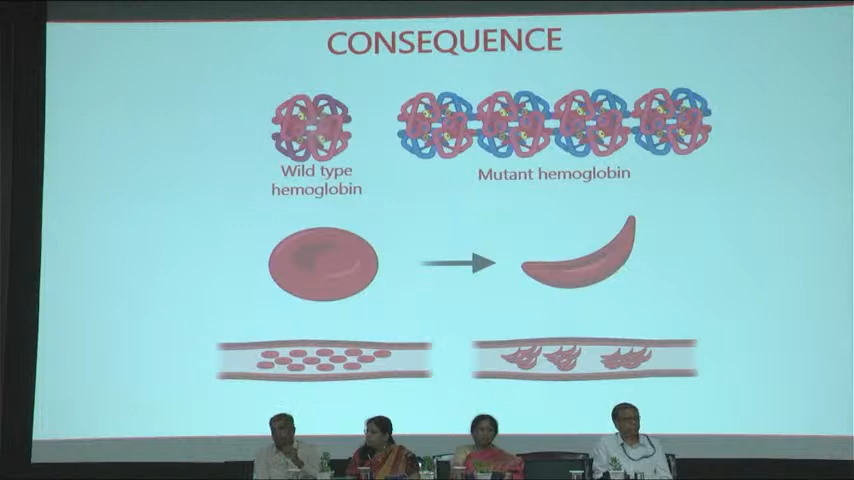 CONSEQUENCE
Wild type
hemoglobin
Mutant hemoglobin